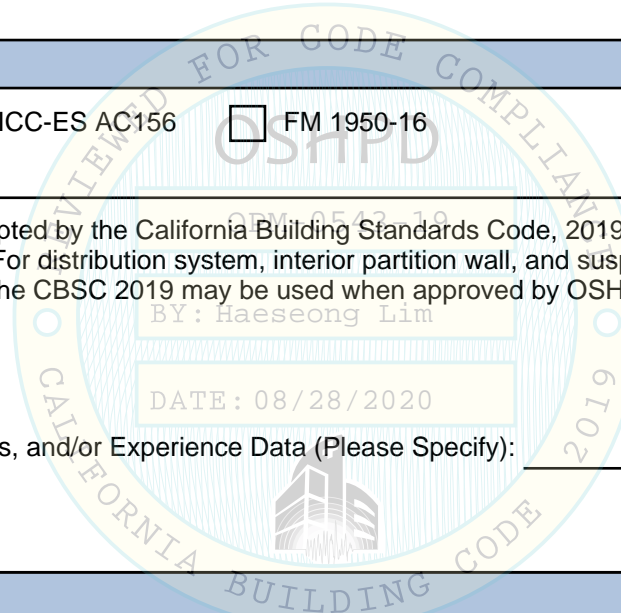 REVIEWED FOR CODE COMPLIANCE
ICC-ES AC156 FM 1950-16
OSHPD
OPM-0543-19
pted by the California Building Standards Code, 2019
For distribution system, interior partition wall, and susp
he CBSC 2019 may be used when approved by OSH
BY: Haeseong Lim
DATE: 08/28/2020
s, and/or Experience Data (Please Specify):
CALIFORNIA BUILDING CODE 2019